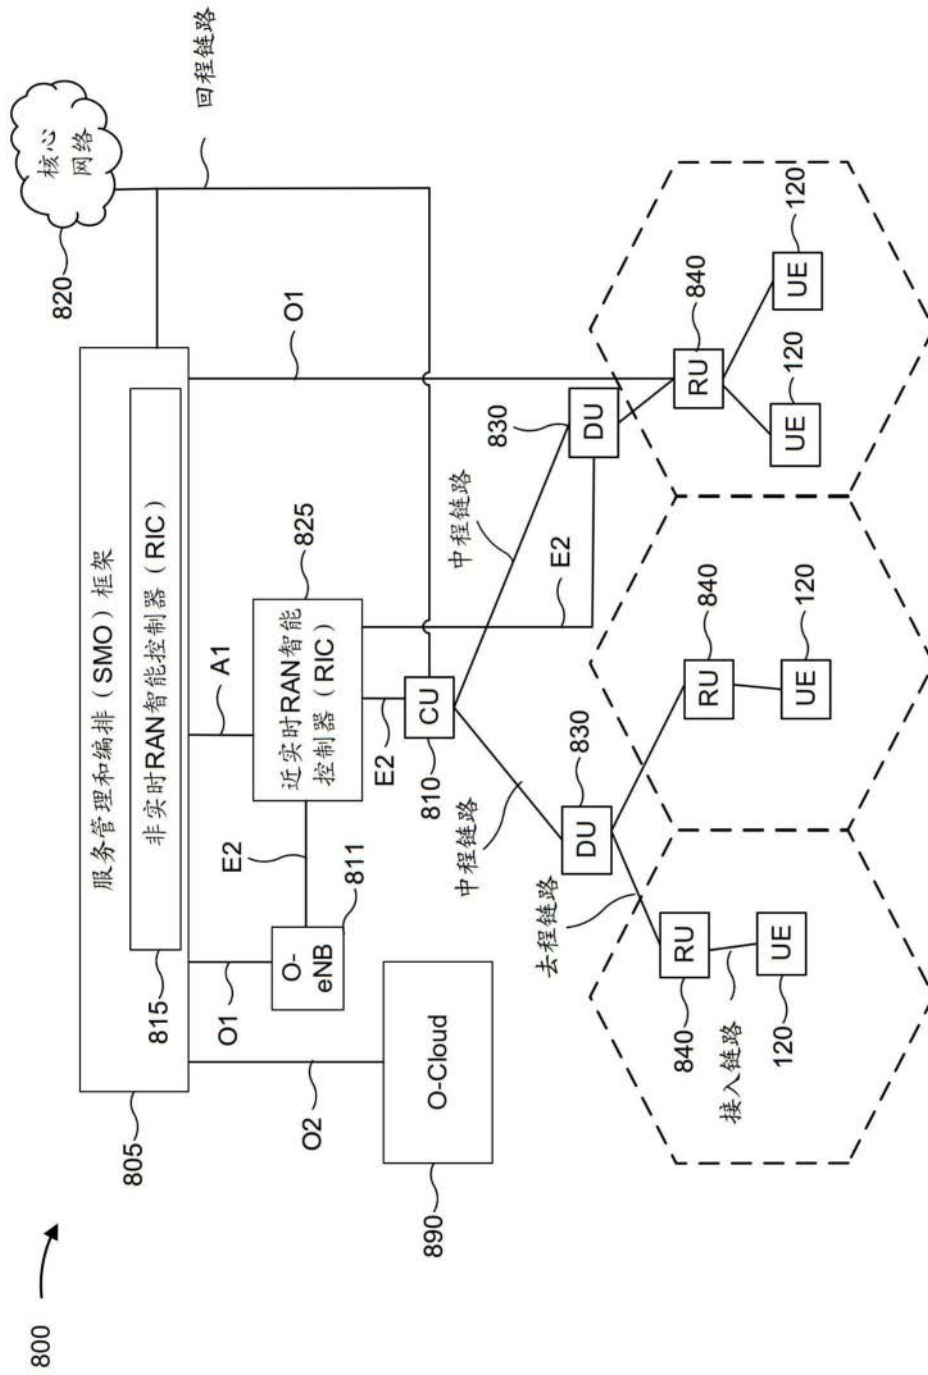 800
805
服务管理和编排（SMO）框架
815
非实时RAN智能控制器（RIC）
820
核心
网络
回程链路
O2
O1
A1
O1
890
O-Cloud
O-
eNB
811
E2
近实时RAN智能
控制器（RIC）
825
E2
810
CU
E2
中程链路
中程链路
830
DU
830
DU
去程链路
840
RU
接入链路
120
UE
RU
840
UE
120
RU
840
UE
120
UE
120